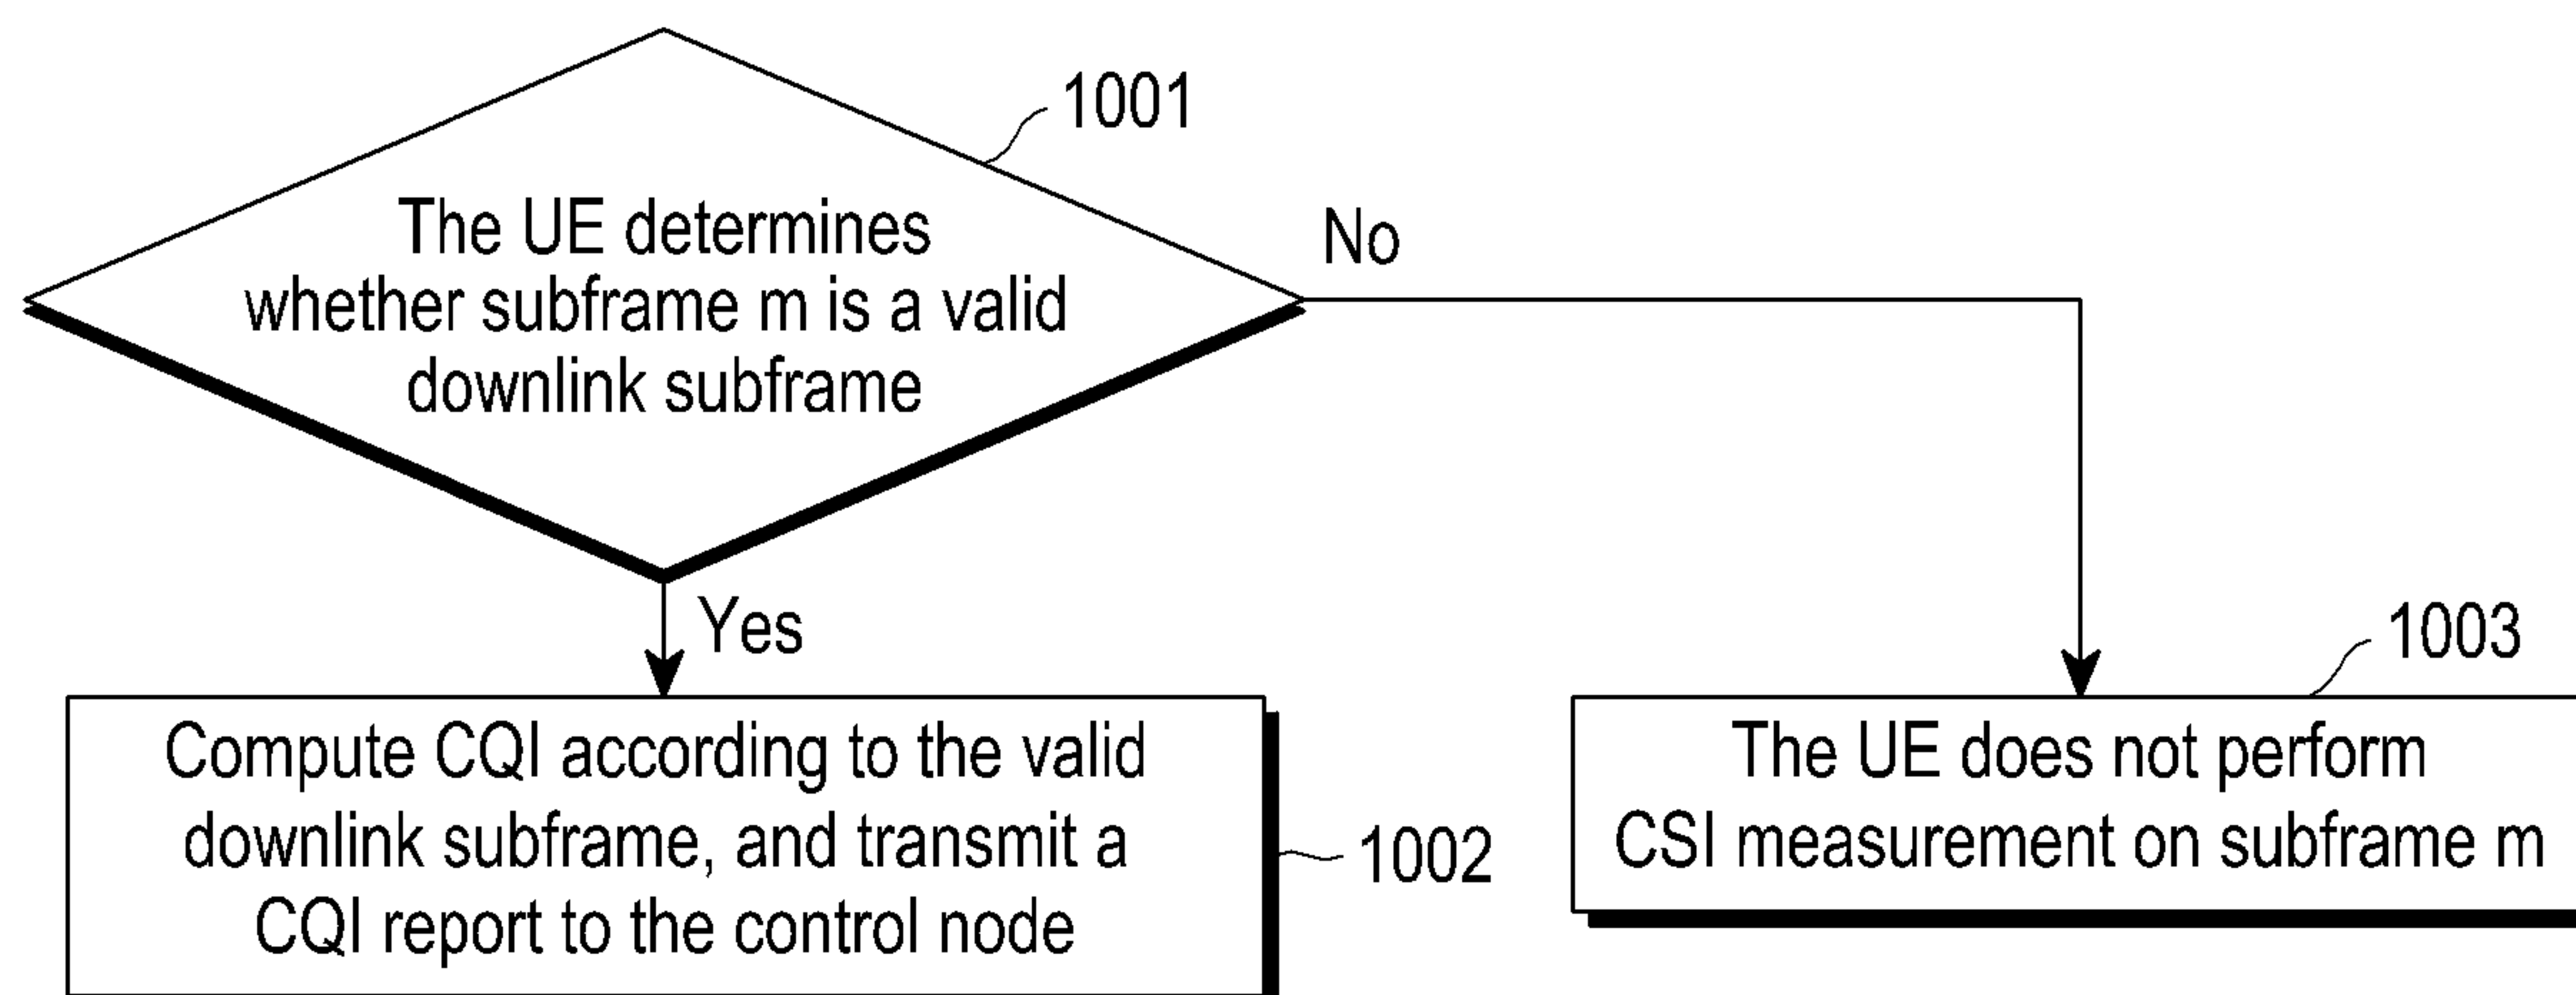 1001
The UE determines
whether subframe m is a valid
downlink subframe
No
Yes
Compute CQI according to the valid
downlink subframe, and transmit a
CQI report to the control node
1002
1003
The UE does not perform
CSI measurement on subframe m